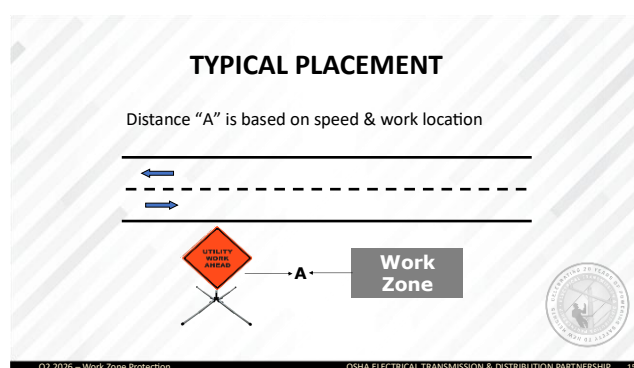 TYPICAL PLACEMENT
Distance “A” is based on speed & work location
UTILITY
WORK
AHEAD
A
Work
Zone
Q2 2026 – Work Zone Protection
OSHA ELECTRICAL TRANSMISSION & DISTRIBUTION PARTNERSHIP